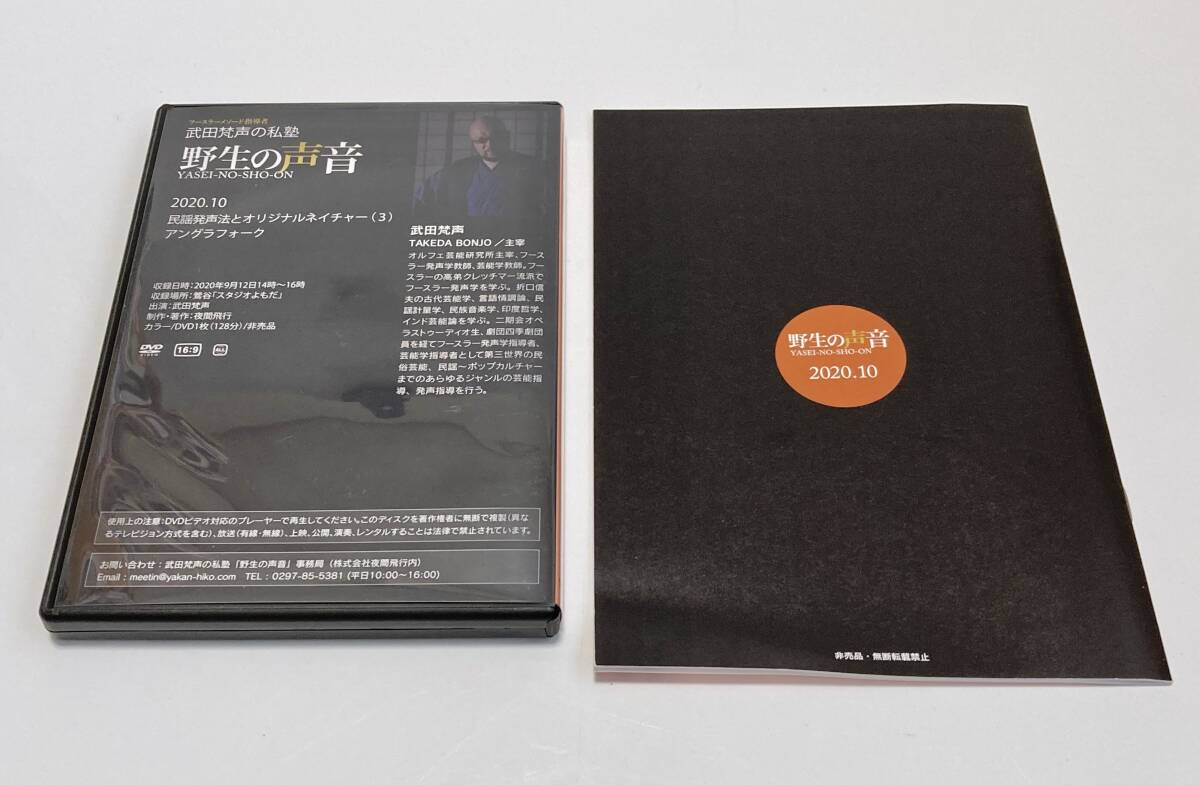 フースラーメソード指導者
武田梵声の私塾
野生の声音
YASEI-NO-SHO-ON
2020.10
民謡発声法とオリジナルネイチャー(3)
アングラフォーク
収録日時:2020年9月12日14時〜16時
収録場所:鶯谷「スタジオよもだ」
出演:武田梵声
制作・著作:夜間飛行
カラー/DVD1枚(128分)/非売品
DVD VIDEO 16:9 ALL
武田梵声
TAKEDA BONJO/主宰
オルフェ芸能研究所主宰、フース
ラー発声学教師、芸能学教師。フー
スラーの高弟クレッチマー流派で
フースラー発声学を学ぶ。折口信
夫の古代芸能学、言語情調論、民
謡計量学、民族音楽学、印度哲学、
インド芸能論を学ぶ。二期会オペ
ラストゥーディオ生、劇団四季劇団
員を経てフースラー発声学指導者、
芸能学指導者として第三世界の民
俗芸能、民謡〜ポップカルチャー
までのあらゆるジャンルの芸能指
導、発声指導を行う。
使用上の注意:DVDビデオ対応のプレーヤーで再生してください。このディスクを著作権者に無断で複製(異な
るテレビジョン方式を含む)、放送(有線・無線)、上映、公開、演奏、レンタルすることは法律で禁止されています。
お問い合わせ:武田梵声の私塾「野生の声音」事務局(株式会社夜間飛行内)
Email : meetin@yakan-hiko.com TEL : 0297-85-5381 (平日10:00〜16:00)
野生の声音
YASEI-NO-SHO-ON
2020.10
非売品・無断転載禁止